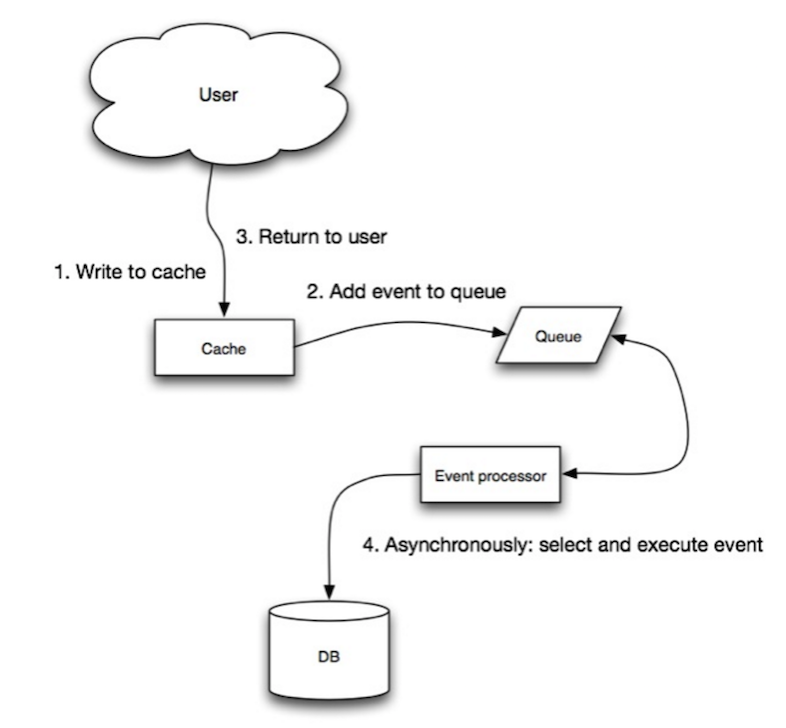 User
3. Return to user
1. Write to cache
2. Add event to queue
Queue
Cache
Event processor
4. Asynchronously: select and execute event
DB